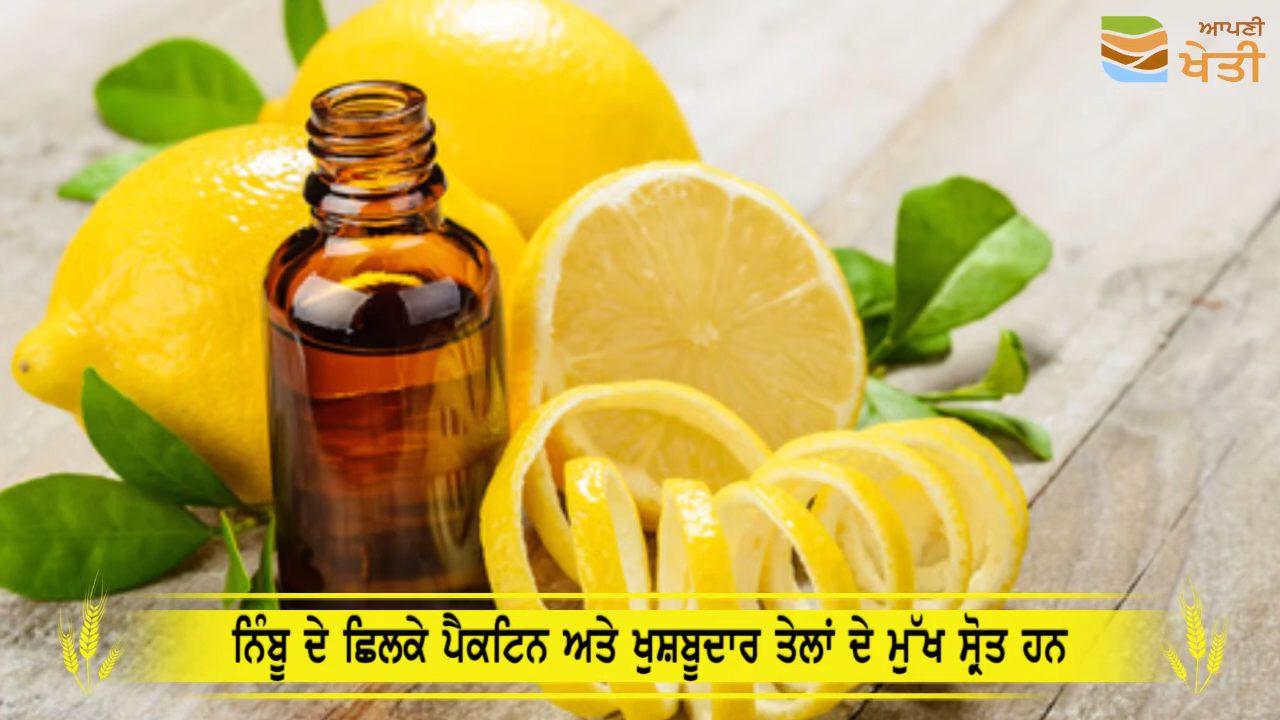 ਆਪਣੀ
ਖੇਤੀ
ਨਿੰਬੂ ਦੇ ਛਿਲਕੇ ਪੈਕਟਿਨ ਅਤੇ ਖੁਸ਼ਬੂਦਾਰ ਤੇਲਾਂ ਦੇ ਮੁੱਖ ਸ੍ਰੋਤ ਹਨ